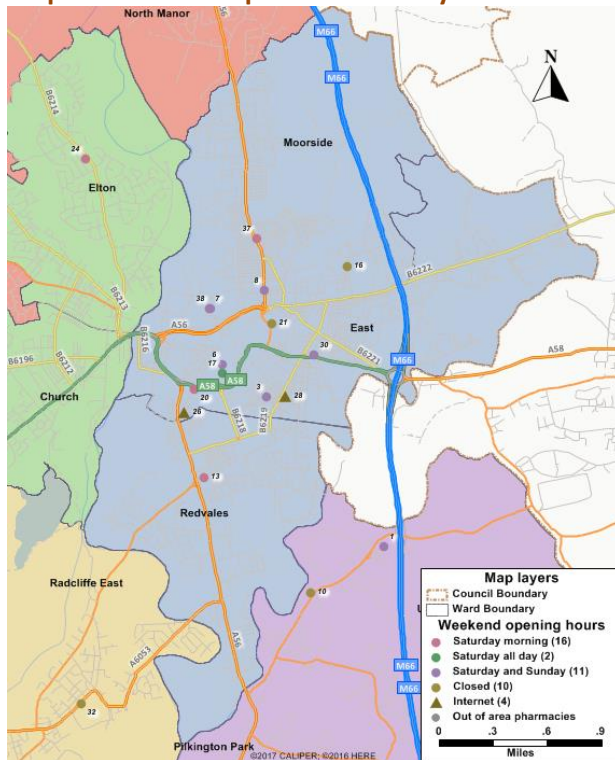 North Manor
A56
M66
M66
N
B6214
Moorside
24
Elton
37
16
8
B6222
38 7
B6213
A56
21
East
B6216
6
30
B6221
M66
A58
B6196
B6212
17
A58
A58
Church
20
3
28
26
B6218
B6219
13
Redvales
1
Radcliffe East
10
A6053
A56
32
M66
M66
Pilkington Park
Map layers
Council Boundary
Ward Boundary
Weekend opening hours
Saturday morning (16)
Saturday all day (2)
Saturday and Sunday (11)
Closed (10)
Internet (4)
Out of area pharmacies
0 .3 .6 .9
Miles
©2017 CALIPER; ©2016 HERE